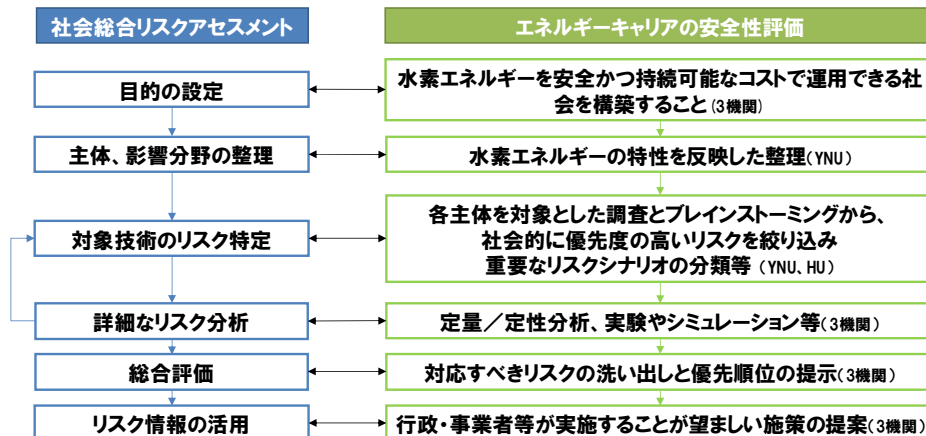 社会総合リスクアセスメント
エネルギーキャリアの安全性評価
目的の設定
水素エネルギーを安全かつ持続可能なコストで運用できる社
会を構築すること(3機関)
主体、影響分野の整理
水素エネルギーの特性を反映した整理(YNU)
対象技術のリスク特定
各主体を対象とした調査とブレインストーミングから、
社会的に優先度の高いリスクを絞り込み
重要なリスクシナリオの分類等 (YNU、HU)
詳細なリスク分析
定量／定性分析、実験やシミュレーション等(3機関)
総合評価
対応すべきリスクの洗い出しと優先順位の提示(3機関)
リスク情報の活用
行政・事業者等が実施することが望ましい施策の提案(3機関)